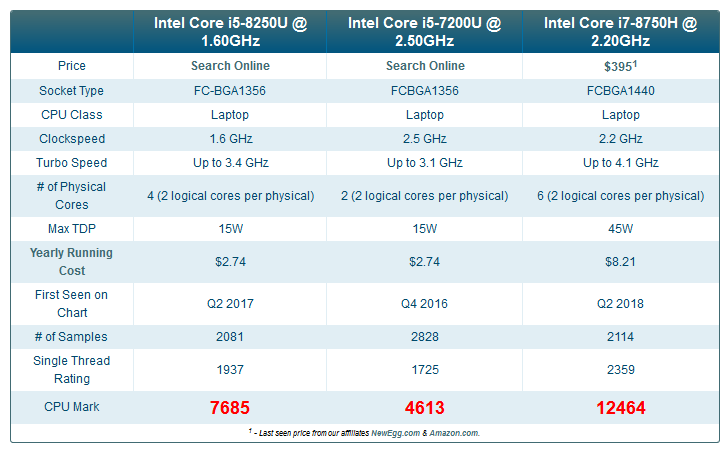 Intel Core i5-8250U @ 1.60GHz Intel Core i5-7200U @ 2.50GHz Intel Core i7-8750H @ 2.20GHz
Price Search Online Search Online $395¹
Socket Type FC-BGA1356 FCBGA1356 FCBGA1440
CPU Class Laptop Laptop Laptop
Clockspeed 1.6 GHz 2.5 GHz 2.2 GHz
Turbo Speed Up to 3.4 GHz Up to 3.1 GHz Up to 4.1 GHz
# of Physical Cores 4 (2 logical cores per physical) 2 (2 logical cores per physical) 6 (2 logical cores per physical)
Max TDP 15W 15W 45W
Yearly Running Cost $2.74 $2.74 $8.21
First Seen on Chart Q2 2017 Q4 2016 Q2 2018
# of Samples 2081 2828 2114
Single Thread Rating 1937 1725 2359
CPU Mark 7685 4613 12464
¹ - Last seen price from our affiliates NewEgg.com & Amazon.com.